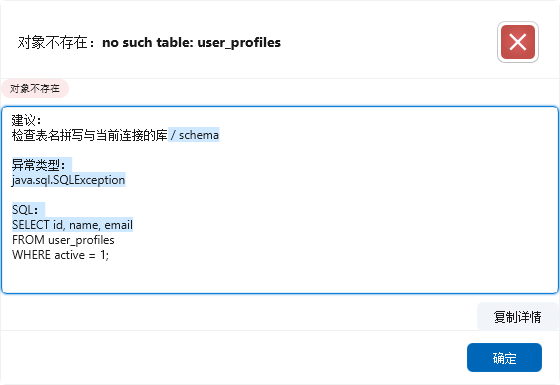 对象不存在：no such table: user_profiles
对象不存在
建议：
检查表名拼写与当前连接的库 / schema
异常类型：
java.sql.SQLException
SQL：
SELECT id, name, email
FROM user_profiles
WHERE active = 1;
复制详情
确定